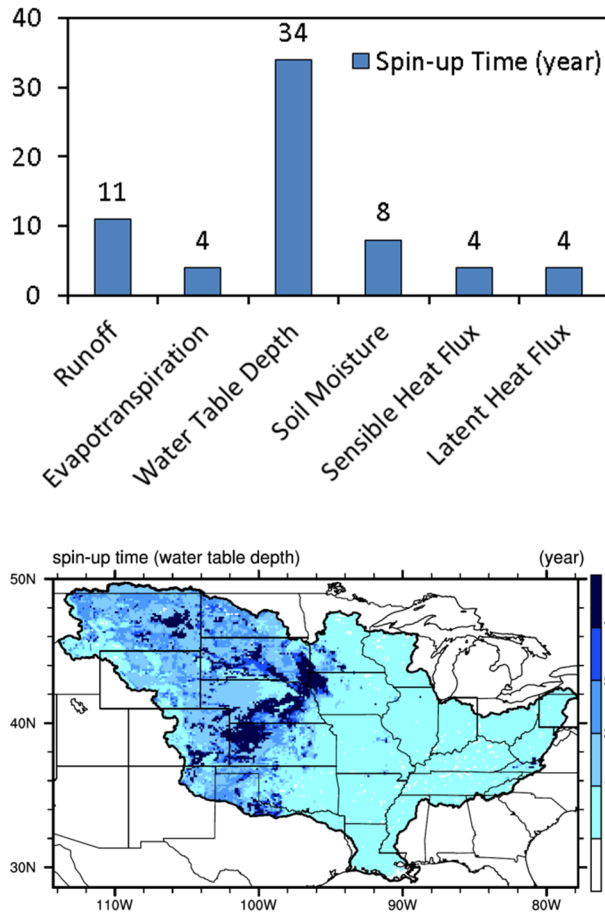 40
34
Spin-up Time (year)
30
20
11
10
8
4
4
4
0
Runoff
Evapotranspiration
Water Table Depth
Soil Moisture
Sensible Heat Flux
Latent Heat Flux
spin-up time (water table depth) (year)
50N
40N
30N
110W 100W 90W 80W